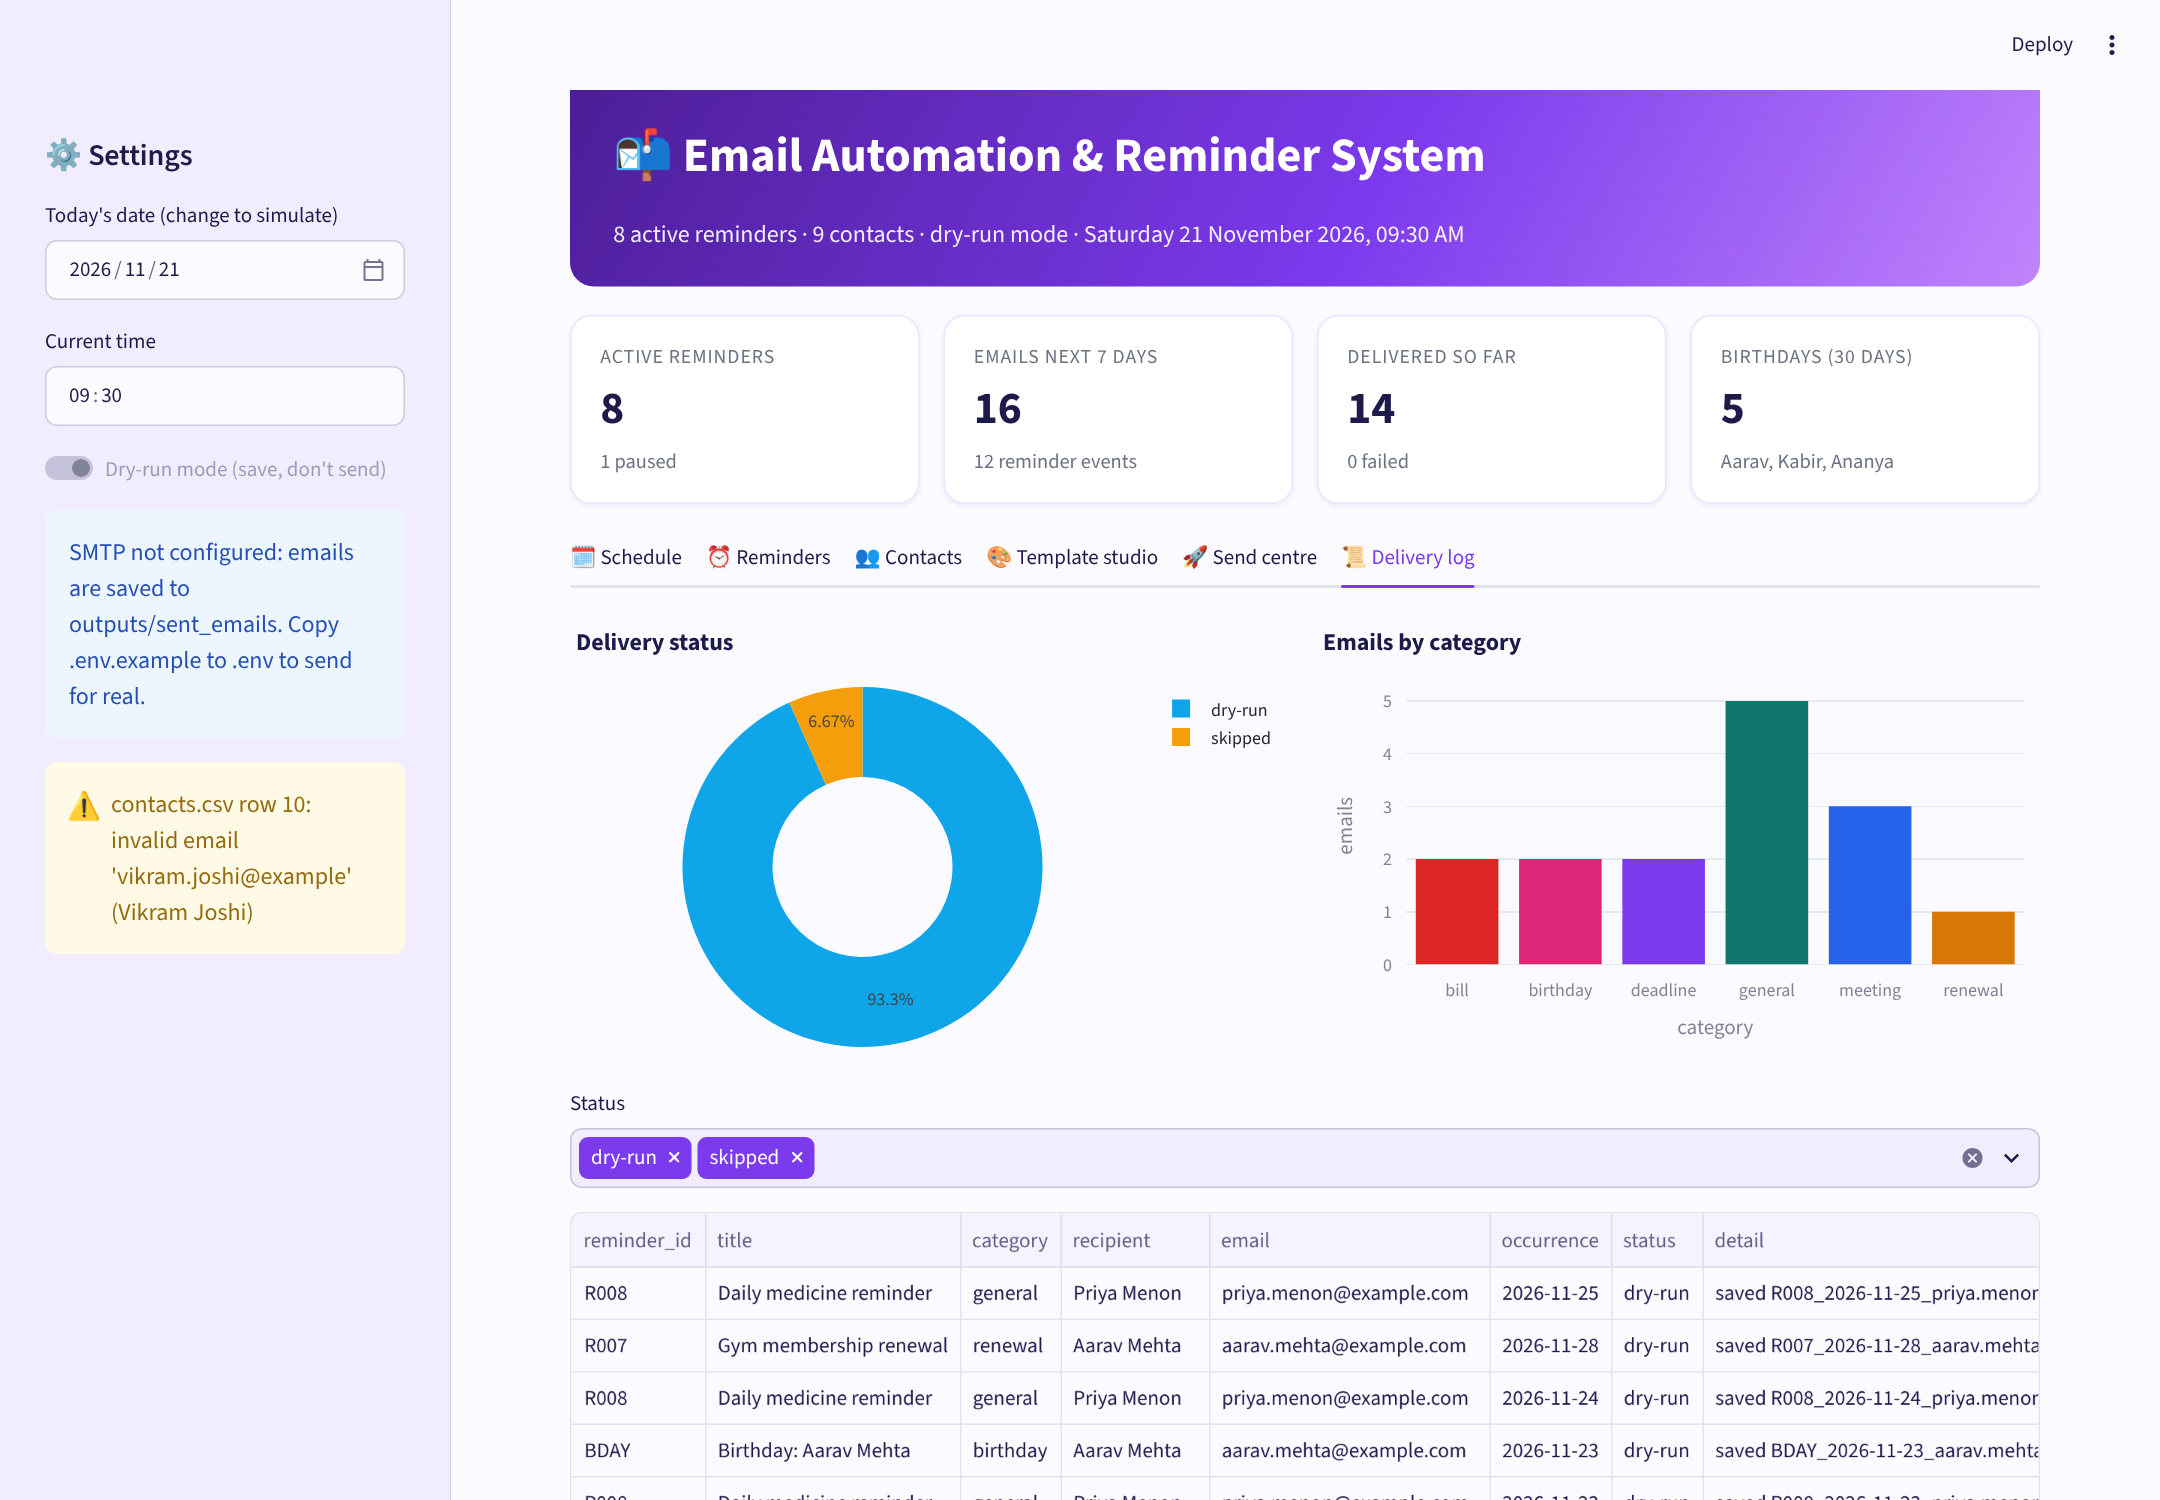 Deploy
⚙️ Settings
Today's date (change to simulate)
2026/11/21
Current time
09:30
Dry-run mode (save, don't send)
SMTP not configured: emails
are saved to
outputs/sent_emails. Copy
.env.example to .env to send
for real.
⚠️ contacts.csv row 10:
invalid email
'vikram.joshi@example'
(Vikram Joshi)
📬 Email Automation & Reminder System
8 active reminders · 9 contacts · dry-run mode · Saturday 21 November 2026, 09:30 AM
ACTIVE REMINDERS
8
1 paused
EMAILS NEXT 7 DAYS
16
12 reminder events
DELIVERED SO FAR
14
0 failed
BIRTHDAYS (30 DAYS)
5
Aarav, Kabir, Ananya
🗓️ Schedule ⏰ Reminders 👥 Contacts 🎨 Template studio 🚀 Send centre 📜 Delivery log
Delivery status
6.67%
93.3%
dry-run
skipped
Emails by category
emails
5
4
3
2
1
0
bill birthday deadline general meeting renewal
category
Status
dry-run × skipped ×
reminder_id title category recipient email occurrence status detail
R008 Daily medicine reminder general Priya Menon priya.menon@example.com 2026-11-25 dry-run saved R008_2026-11-25_priya.menor
R007 Gym membership renewal renewal Aarav Mehta aarav.mehta@example.com 2026-11-28 dry-run saved R007_2026-11-28_aarav.mehta
R008 Daily medicine reminder general Priya Menon priya.menon@example.com 2026-11-24 dry-run saved R008_2026-11-24_priya.menor
BDAY Birthday: Aarav Mehta birthday Aarav Mehta aarav.mehta@example.com 2026-11-23 dry-run saved BDAY_2026-11-23_aarav.mehta